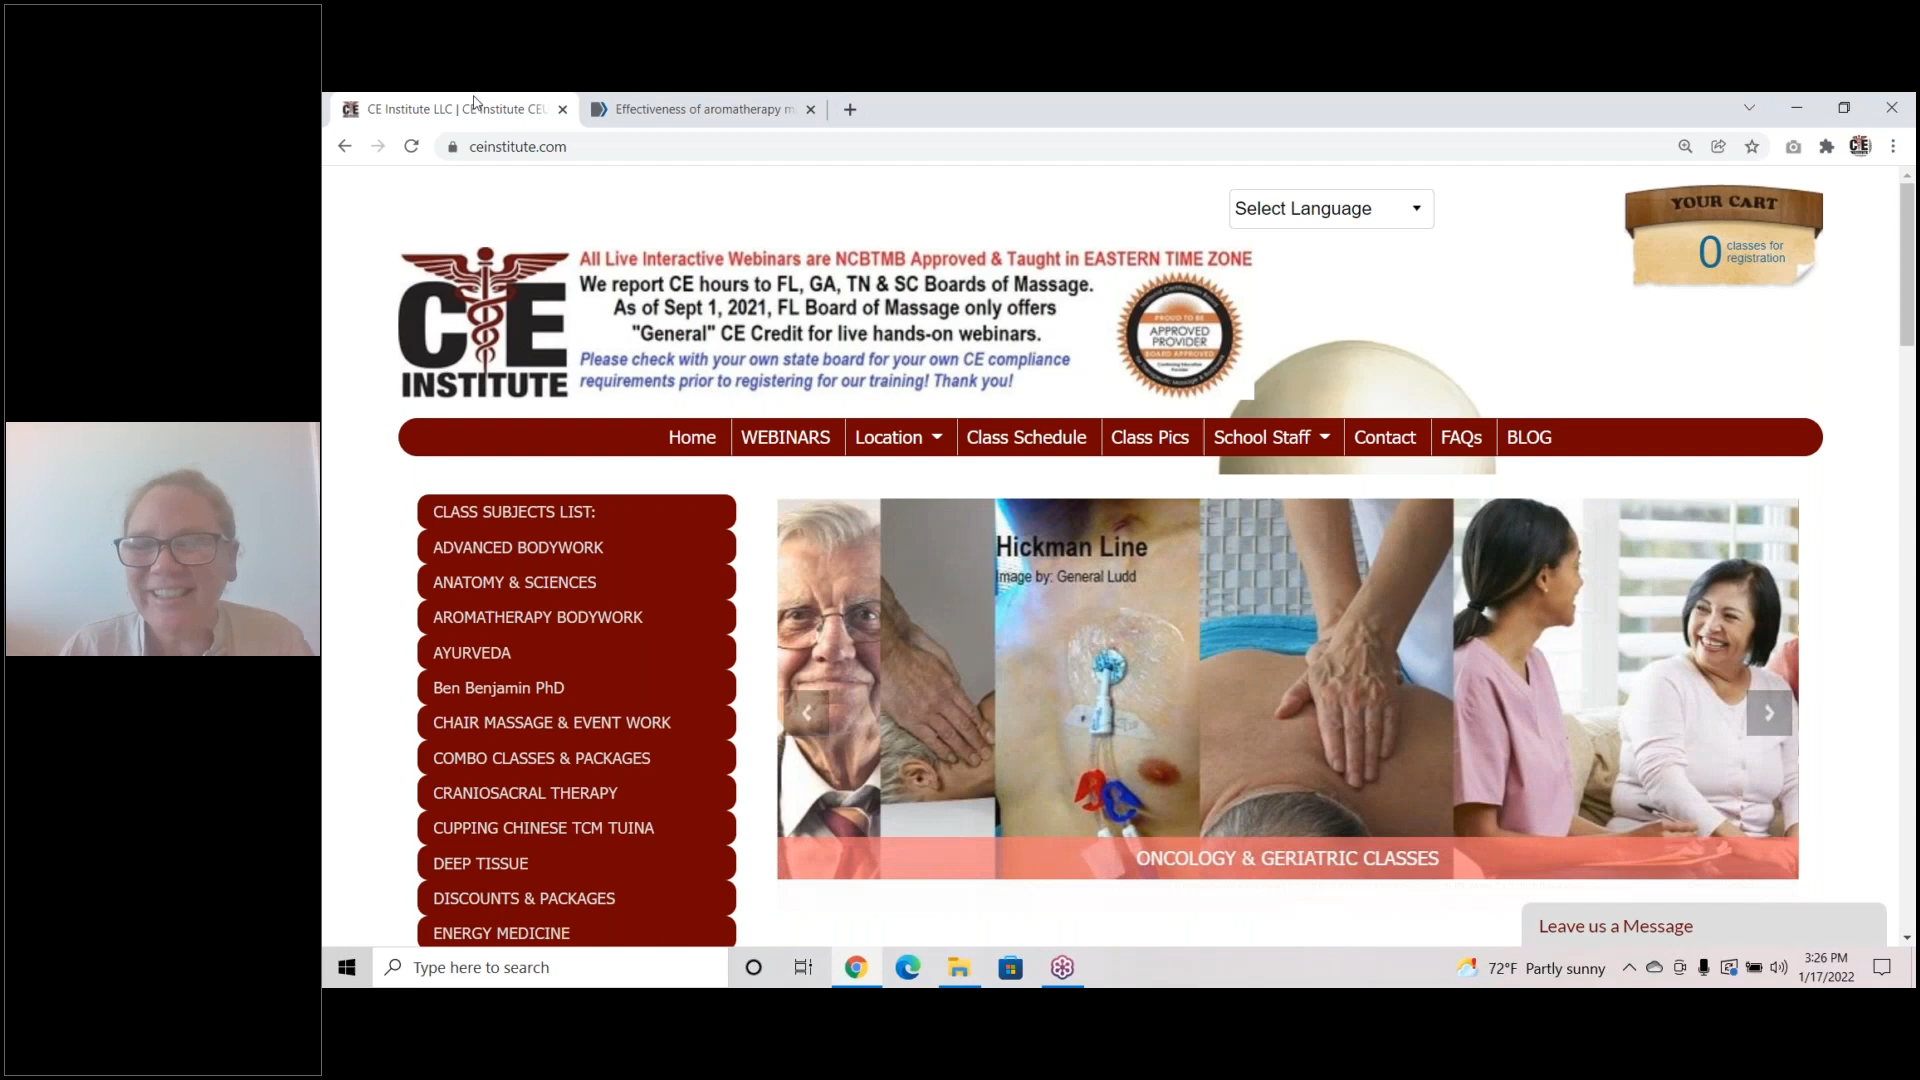 CE Institute LLC | CE Institute CEU
Effectiveness of aromatherapy m
ceinstitute.com
Select Language
YOUR CART
0 classes for
registration
CE
INSTITUTE
All Live Interactive Webinars are NCBTMB Approved & Taught in EASTERN TIME ZONE
We report CE hours to FL, GA, TN & SC Boards of Massage.
As of Sept 1, 2021, FL Board of Massage only offers
"General" CE Credit for live hands-on webinars.
Please check with your own state board for your own CE compliance
requirements prior to registering for our training! Thank you!
PROUD TO BE
APPROVED
PROVIDER
BOARD APPROVED
Home WEBINARS Location Class Schedule Class Pics School Staff Contact FAQs BLOG
CLASS SUBJECTS LIST:
ADVANCED BODYWORK
ANATOMY & SCIENCES
AROMATHERAPY BODYWORK
AYURVEDA
Ben Benjamin PhD
CHAIR MASSAGE & EVENT WORK
COMBO CLASSES & PACKAGES
CRANIOSACRAL THERAPY
CUPPING CHINESE TCM TUINA
DEEP TISSUE
DISCOUNTS & PACKAGES
ENERGY MEDICINE
Hickman Line
Image by: General Ludd
ONCOLOGY & GERIATRIC CLASSES
Leave us a Message
Type here to search
72°F Partly sunny
3:26 PM
1/17/2022